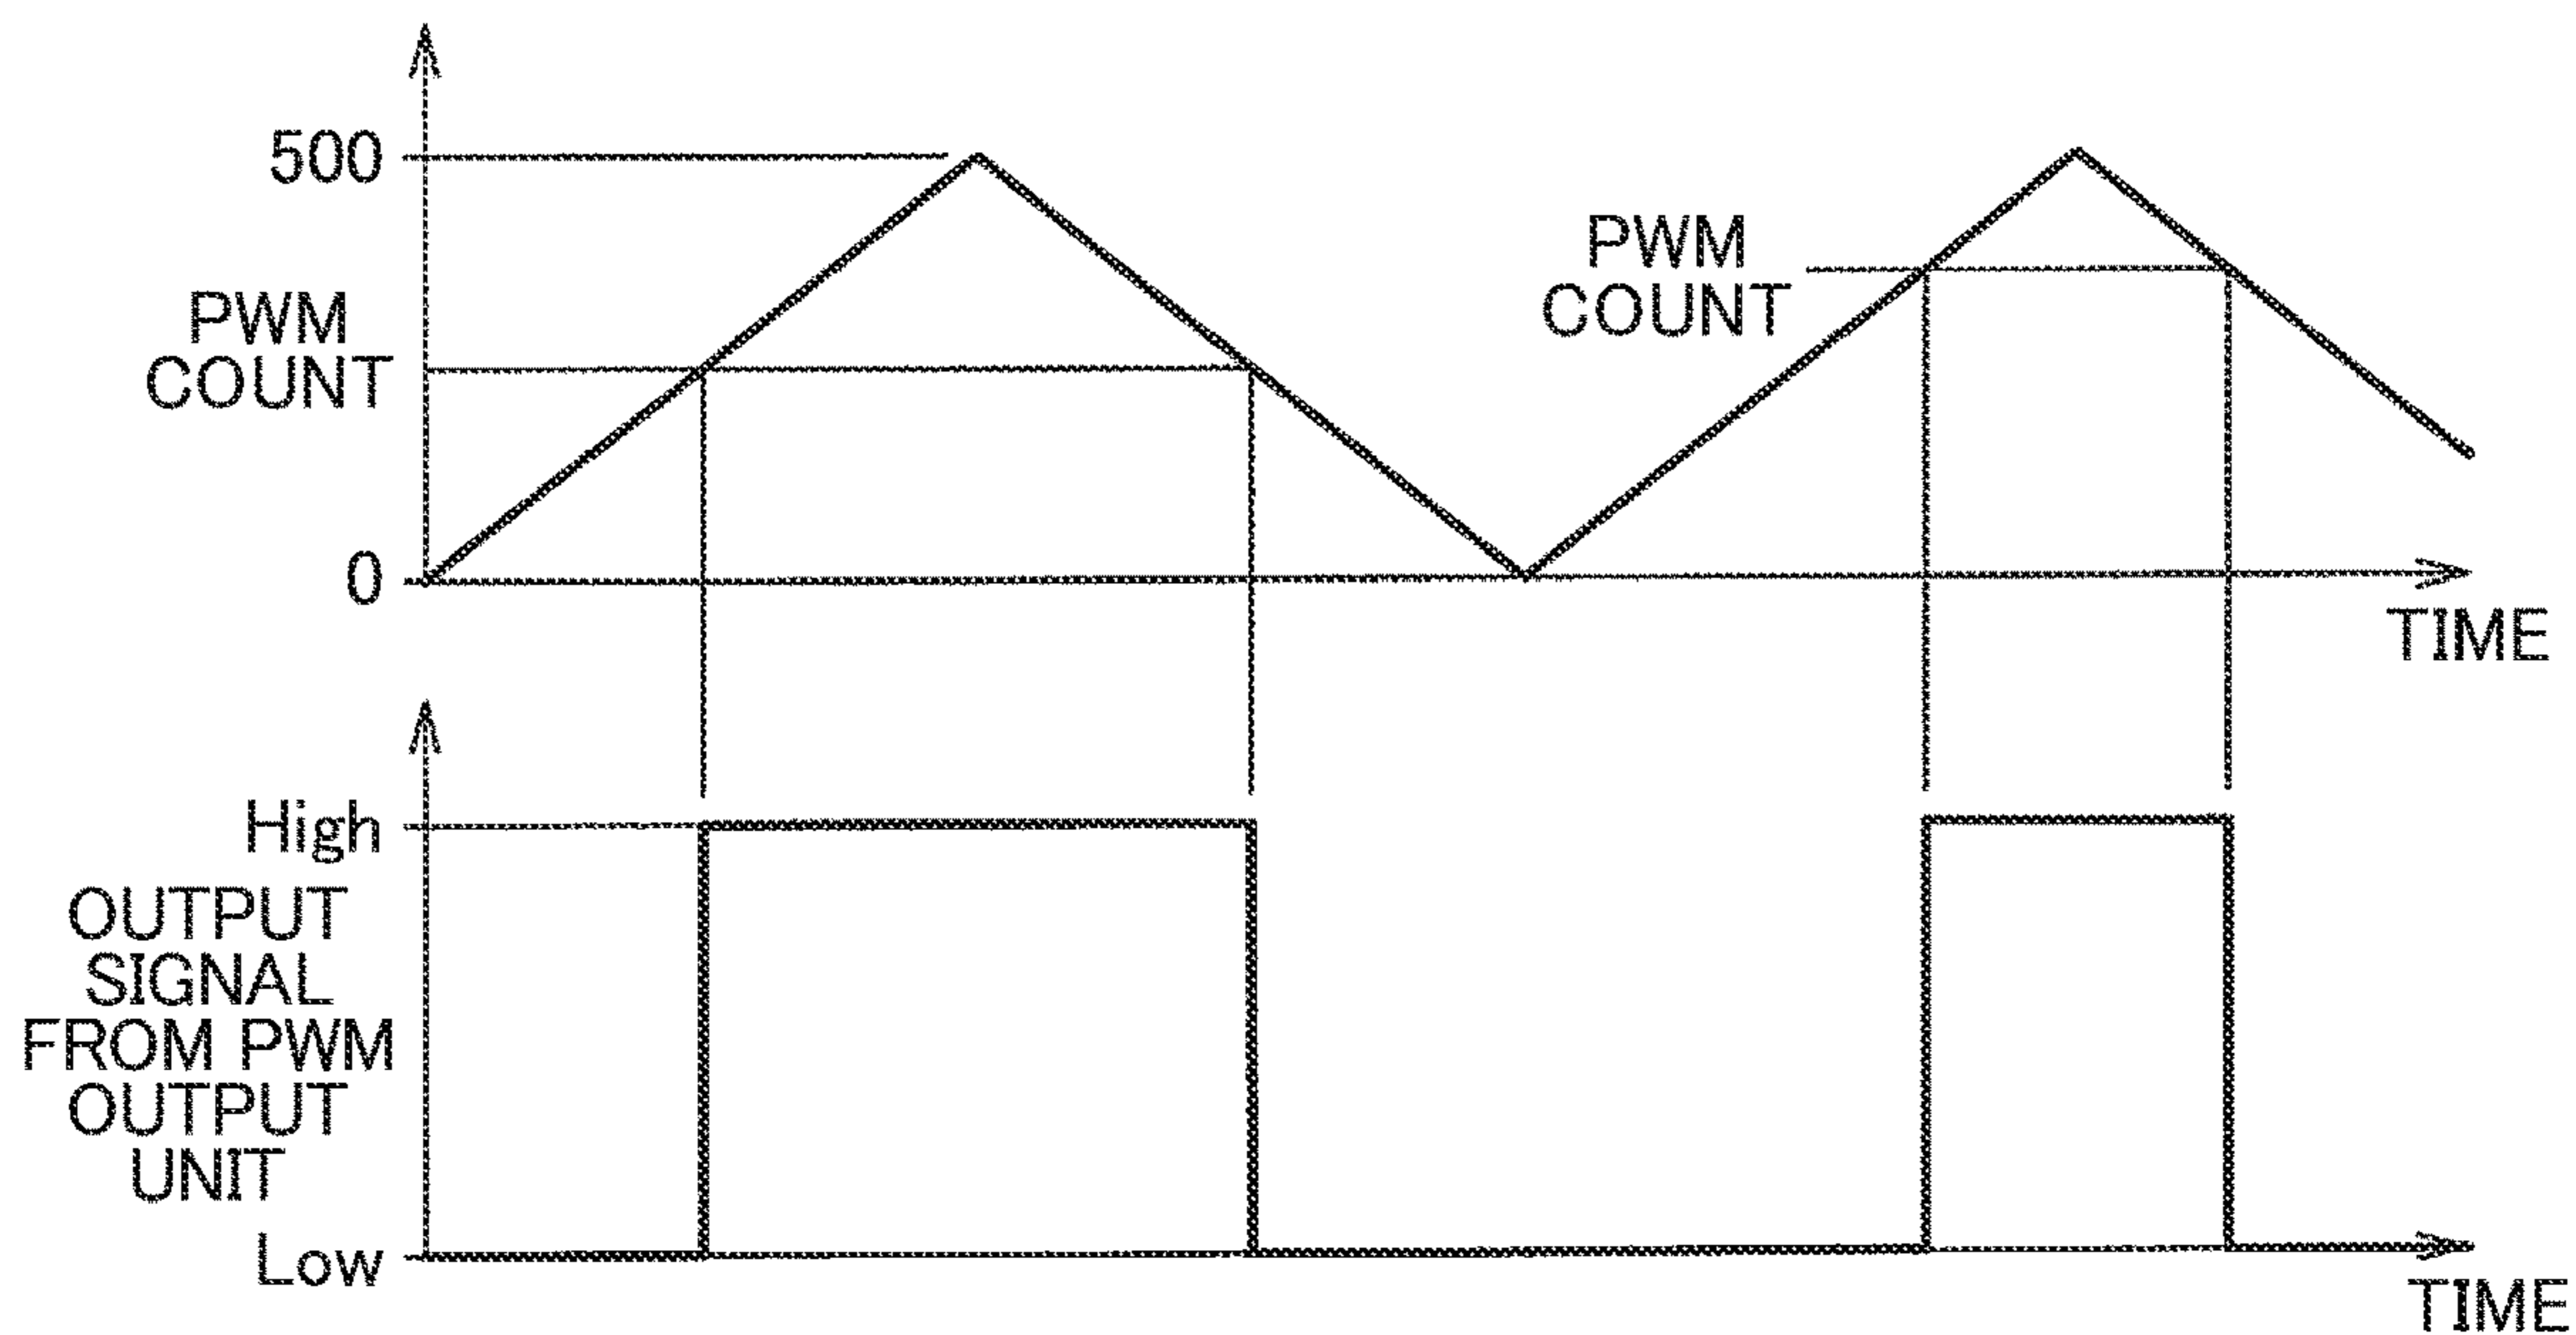 500
PWM
COUNT
PWM
COUNT
0
TIME
High
OUTPUT
SIGNAL
FROM PWM
OUTPUT
UNIT
Low
TIME